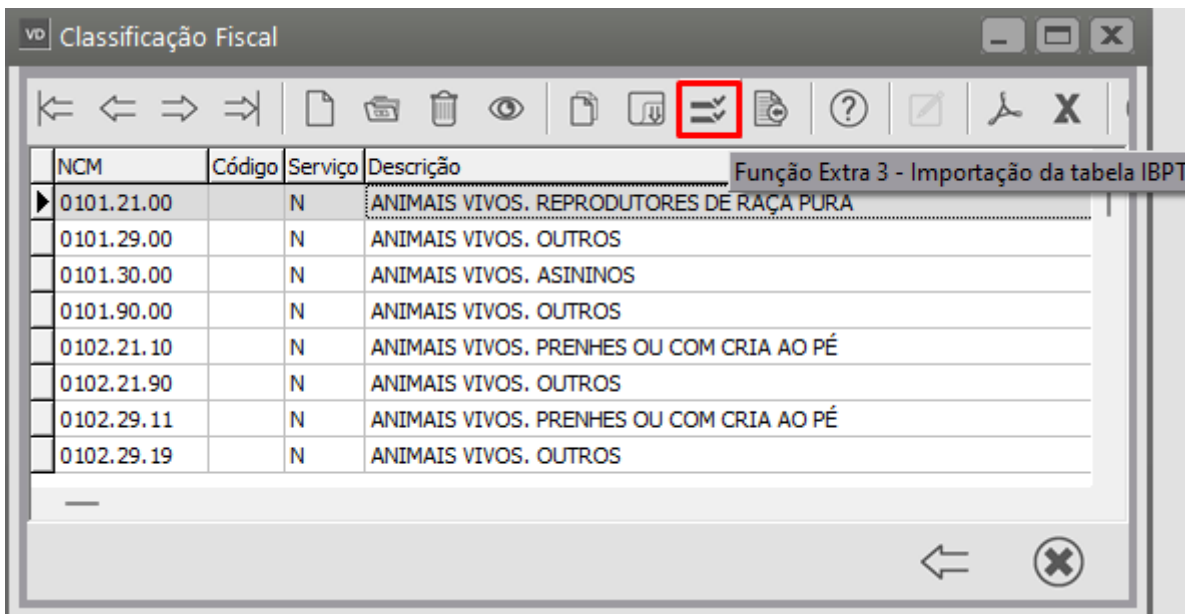 VD Classificação Fiscal
NCM Código Serviço Descrição
Função Extra 3 - Importação da tabela IBPT
0101.21.00 N ANIMAIS VIVOS. REPRODUTORES DE RAÇA PURA
0101.29.00 N ANIMAIS VIVOS. OUTROS
0101.30.00 N ANIMAIS VIVOS. ASININOS
0101.90.00 N ANIMAIS VIVOS. OUTROS
0102.21.10 N ANIMAIS VIVOS. PRENHES OU COM CRIA AO PÉ
0102.21.90 N ANIMAIS VIVOS. OUTROS
0102.29.11 N ANIMAIS VIVOS. PRENHES OU COM CRIA AO PÉ
0102.29.19 N ANIMAIS VIVOS. OUTROS